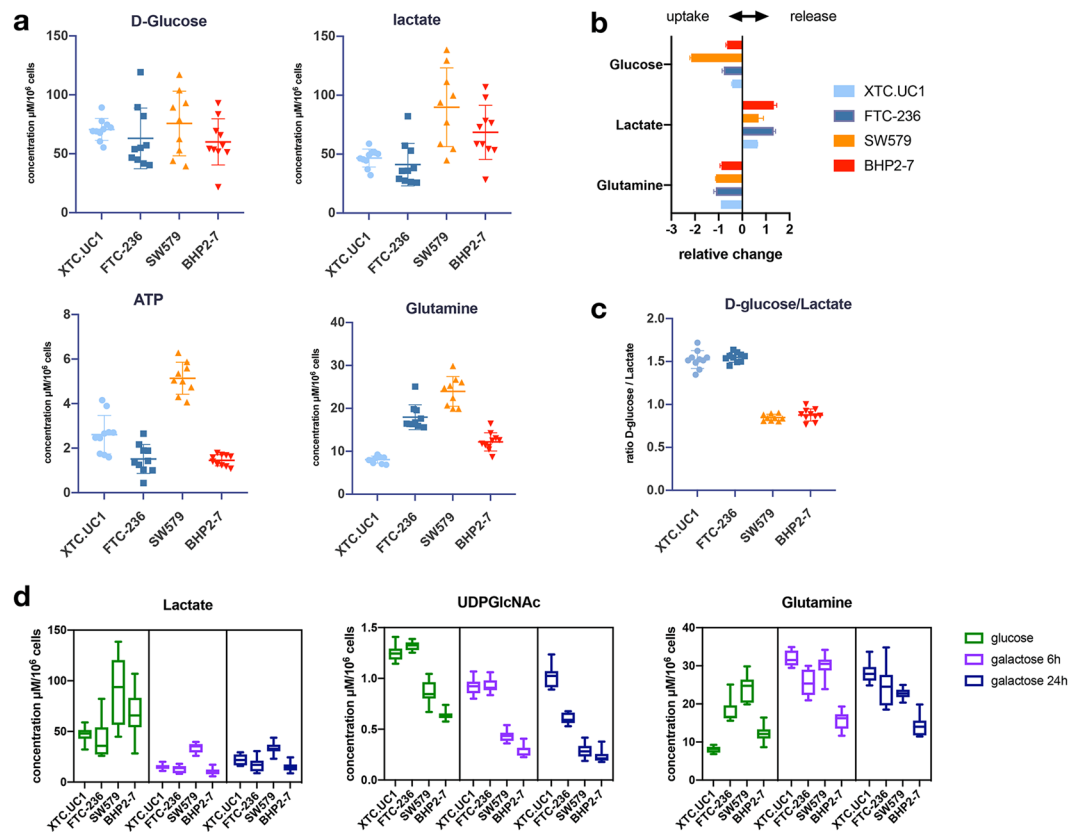 a
D-Glucose
concentration µM/10⁶ cells
150
100
50
0
XTC.UC1
FTC-236
SW579
BHP2-7
lactate
concentration µM/10⁶ cells
150
100
50
0
XTC.UC1
FTC-236
SW579
BHP2-7
b
uptake
release
Glucose
Lactate
Glutamine
-3 -2 -1 0 1 2
relative change
XTC.UC1
FTC-236
SW579
BHP2-7
ATP
concentration µM/10⁶ cells
8
6
4
2
0
XTC.UC1
FTC-236
SW579
BHP2-7
Glutamine
concentration µM/10⁶ cells
40
30
20
10
0
XTC.UC1
FTC-236
SW579
BHP2-7
c
D-glucose/Lactate
ratio D-glucose / Lactate
2.0
1.5
1.0
0.5
0.0
XTC.UC1
FTC-236
SW579
BHP2-7
d
Lactate
concentration µM/10⁶ cells
150
100
50
0
XTC.UC1
FTC-236
SW579
BHP2-7
XTC.UC1
FTC-236
SW579
BHP2-7
XTC.UC1
FTC-236
SW579
BHP2-7
UDPGlcNAc
concentration µM/10⁶ cells
1.5
1.0
0.5
0.0
XTC.UC1
FTC-236
SW579
BHP2-7
XTC.UC1
FTC-236
SW579
BHP2-7
XTC.UC1
FTC-236
SW579
BHP2-7
Glutamine
concentration µM/10⁶ cells
40
30
20
10
0
XTC.UC1
FTC-236
SW579
BHP2-7
XTC.UC1
FTC-236
SW579
BHP2-7
XTC.UC1
FTC-236
SW579
BHP2-7
glucose
galactose 6h
galactose 24h